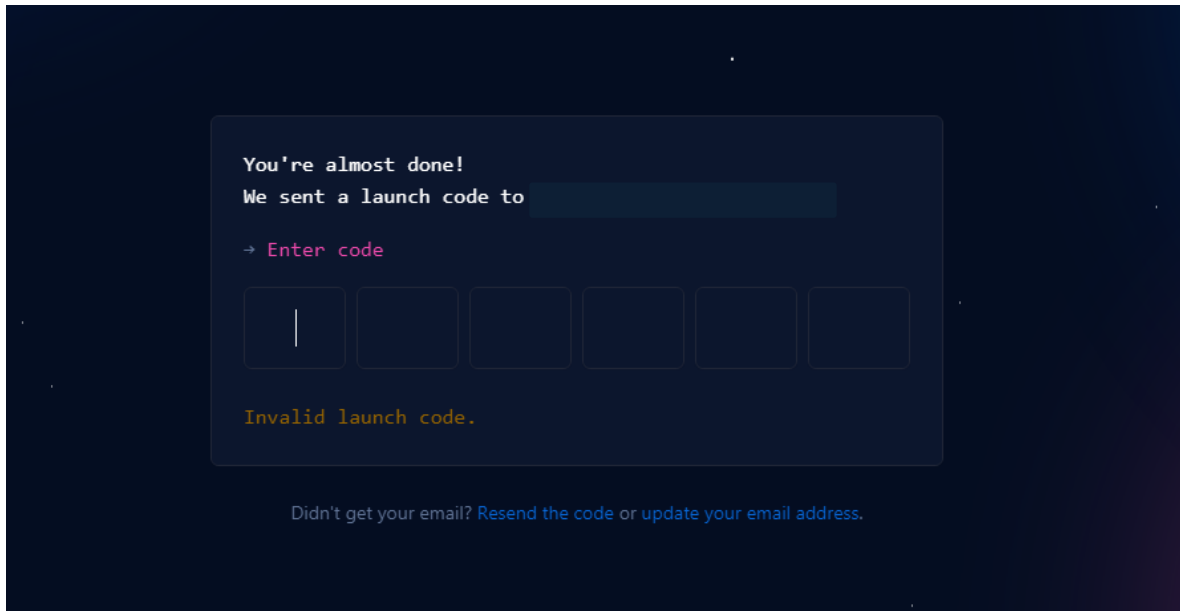 You're almost done!
We sent a launch code to
→ Enter code
Invalid launch code.
Didn't get your email? Resend the code or update your email address.